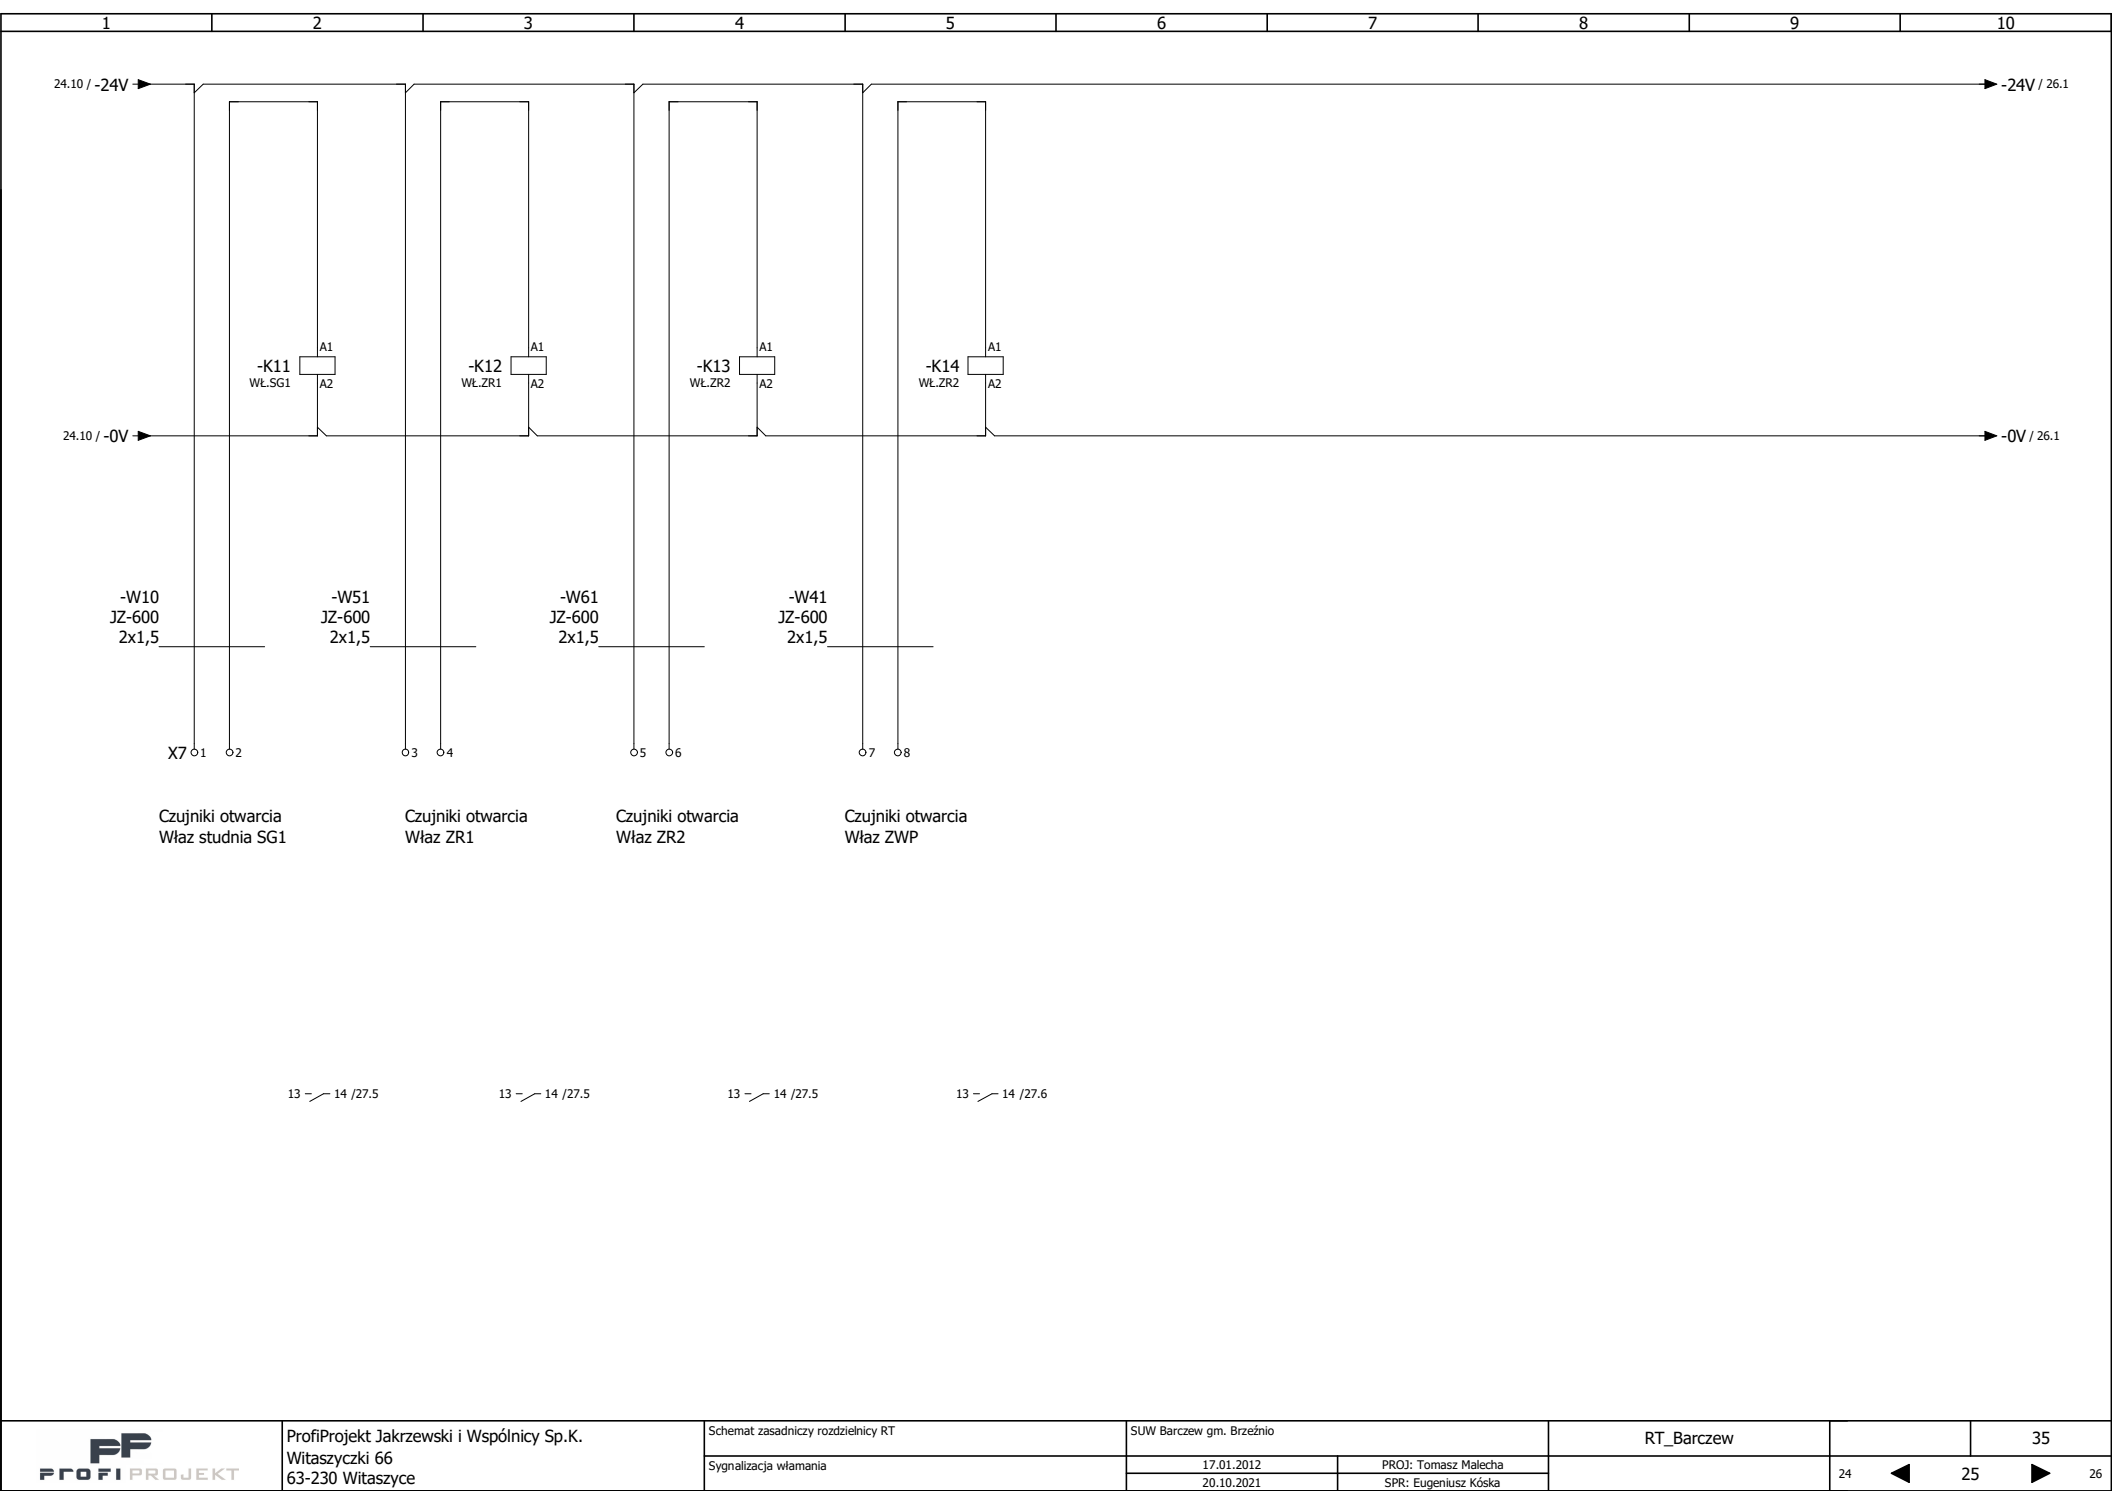 1 2 3 4 5 6 7 8 9 10
24.10 / -24V
-24V / 26.1
-K11
WŁ.SG1
A1
A2
-K12
WŁ.ZR1
A1
A2
-K13
WŁ.ZR2
A1
A2
-K14
WŁ.ZR2
A1
A2
24.10 / -0V
-0V / 26.1
-W10
JZ-600
2x1,5
-W51
JZ-600
2x1,5
-W61
JZ-600
2x1,5
-W41
JZ-600
2x1,5
X7 1 2 3 4 5 6 7 8
Czujniki otwarcia
Właz studnia SG1
Czujniki otwarcia
Właz ZR1
Czujniki otwarcia
Właz ZR2
Czujniki otwarcia
Właz ZWP
13 14 /27.5
13 14 /27.5
13 14 /27.5
13 14 /27.6
PP
PROFIPROJEKT
ProfiProjekt Jakrzewski i Wspólnicy Sp.K.
Witaszyczki 66
63-230 Witaszyce
Schemat zasadniczy rozdzielnicy RT
Sygnalizacja włamania
SUW Barczew gm. Brzeźnio
17.01.2012
PROJ: Tomasz Malecha
20.10.2021
SPR: Eugeniusz Kóska
RT_Barczew
35
24 25 26